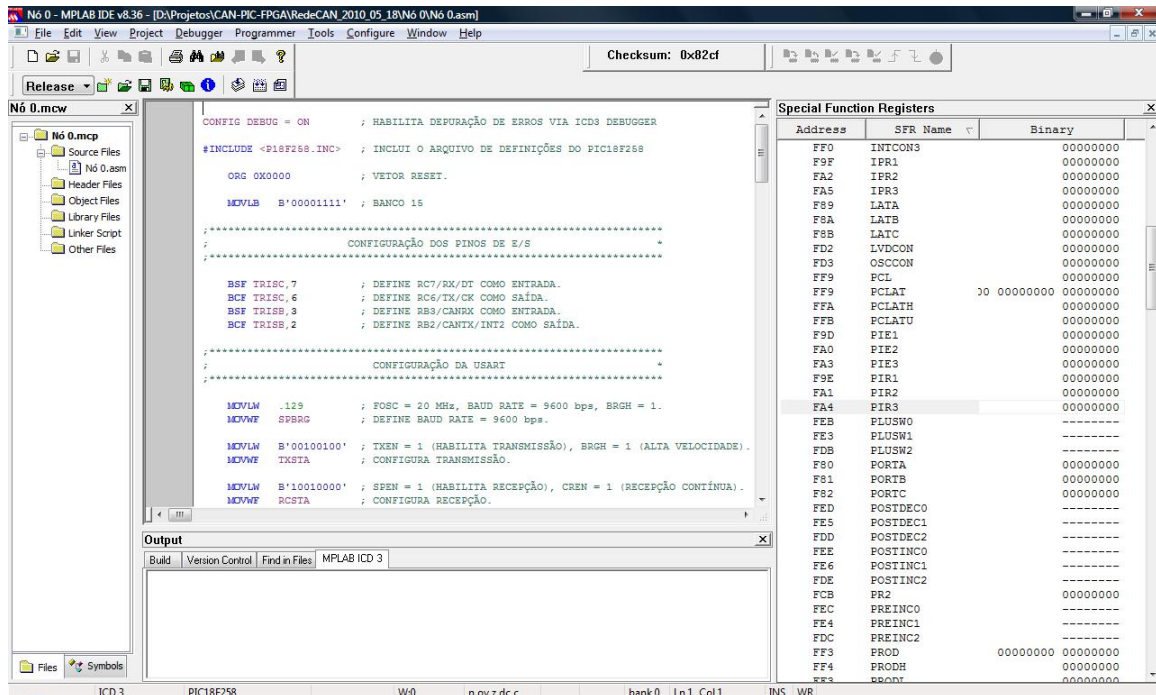 Nó 0 - MPLAB IDE v8.36 - [D:\Projetos\CAN-PIC-FPGA\RedeCAN_2010_05_18\Nó 0\Nó 0.asm]
File Edit View Project Debugger Programmer Tools Configure Window Help
Checksum: 0x82cf
Release
Nó 0.mcw
Nó 0.mcp
Source Files
Nó 0.asm
Header Files
Object Files
Library Files
Linker Script
Other Files
Files Symbols
CONFIG DEBUG = ON ; HABILITA DEPURAÇÃO DE ERROS VIA ICD3 DEBUGGER
#INCLUDE <P18F258.INC> ; INCLUI O ARQUIVO DE DEFINIÇÕES DO PIC18F258
ORG 0X0000 ; VETOR RESET.
MOVLB B'00001111' ; BANCO 15
;***********************************************************************
; CONFIGURAÇÃO DOS PINOS DE E/S *
;***********************************************************************
BSF TRISC,7 ; DEFINE RC7/RX/DT COMO ENTRADA.
BCF TRISC,6 ; DEFINE RC6/TX/CK COMO SAÍDA.
BSF TRISB,3 ; DEFINE RB3/CANRX COMO ENTRADA.
BCF TRISB,2 ; DEFINE RB2/CANTX/INT2 COMO SAÍDA.
;***********************************************************************
; CONFIGURAÇÃO DA USART *
;***********************************************************************
MOVLW .129 ; FOSC = 20 MHz, BAUD RATE = 9600 bps, BRGH = 1.
MOVWF SPBRG ; DEFINE BAUD RATE = 9600 bps.
MOVLW B'00100100' ; TXEN = 1 (HABILITA TRANSMISSÃO), BRGH = 1 (ALTA VELOCIDADE).
MOVWF TXSTA ; CONFIGURA TRANSMISSÃO.
MOVLW B'10010000' ; SPEN = 1 (HABILITA RECEPÇÃO), CREN = 1 (RECEPÇÃO CONTÍNUA).
MOVWF RCSTA ; CONFIGURA RECEPÇÃO.
Output
Build Version Control Find in Files MPLAB ICD 3
Special Function Registers
Address SFR Name Binary
FF0 INTCON3 00000000
F9F IPR1 00000000
FA2 IPR2 00000000
FA5 IPR3 00000000
F89 LATA 00000000
F8A LATB 00000000
F8B LATC 00000000
FD2 LVDCON 00000000
FD3 OSCCON 00000000
FF9 PCL 00000000
FF9 PCLAT 00 00000000 00000000
FFA PCLATH 00000000
FFB PCLATU 00000000
F9D PIE1 00000000
FA0 PIE2 00000000
FA3 PIE3 00000000
F9E PIR1 00000000
FA1 PIR2 00000000
FA4 PIR3 00000000
FEB PLUSW0 --------
FE3 PLUSW1 --------
FDB PLUSW2 --------
F80 PORTA 00000000
F81 PORTB 00000000
F82 PORTC 00000000
FED POSTDEC0 --------
FE5 POSTDEC1 --------
FDD POSTDEC2 --------
FEE POSTINC0 --------
FE6 POSTINC1 --------
FDE POSTINC2 --------
FCB PR2 00000000
FEC PREINC0 --------
FE4 PREINC1 --------
FDC PREINC2 --------
FF3 PROD 00000000 00000000
FF4 PRODH 00000000
FF3 PRODL 00000000
ICD 3 PIC18F258 W:0 n ov z dc c bank 0 Ln 1, Col 1 INS WR